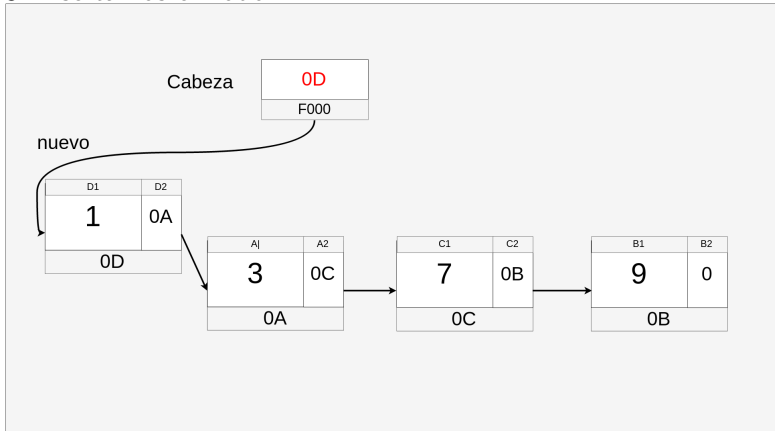 Cabeza
0D
F000
nuevo
D1 D2
1 0A
0D
A| A2
3 0C
0A
C1 C2
7 0B
0C
B1 B2
9 0
0B